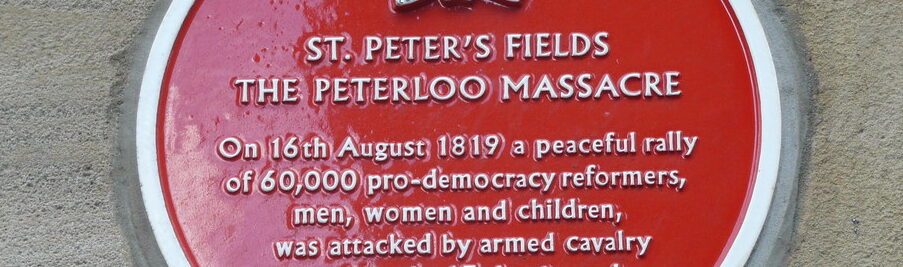 ST. PETER'S FIELDS
THE PETERLOO MASSACRE
On 16th August 1819 a peaceful rally
of 60,000 pro-democracy reformers,
men, women and children,
was attacked by armed cavalry